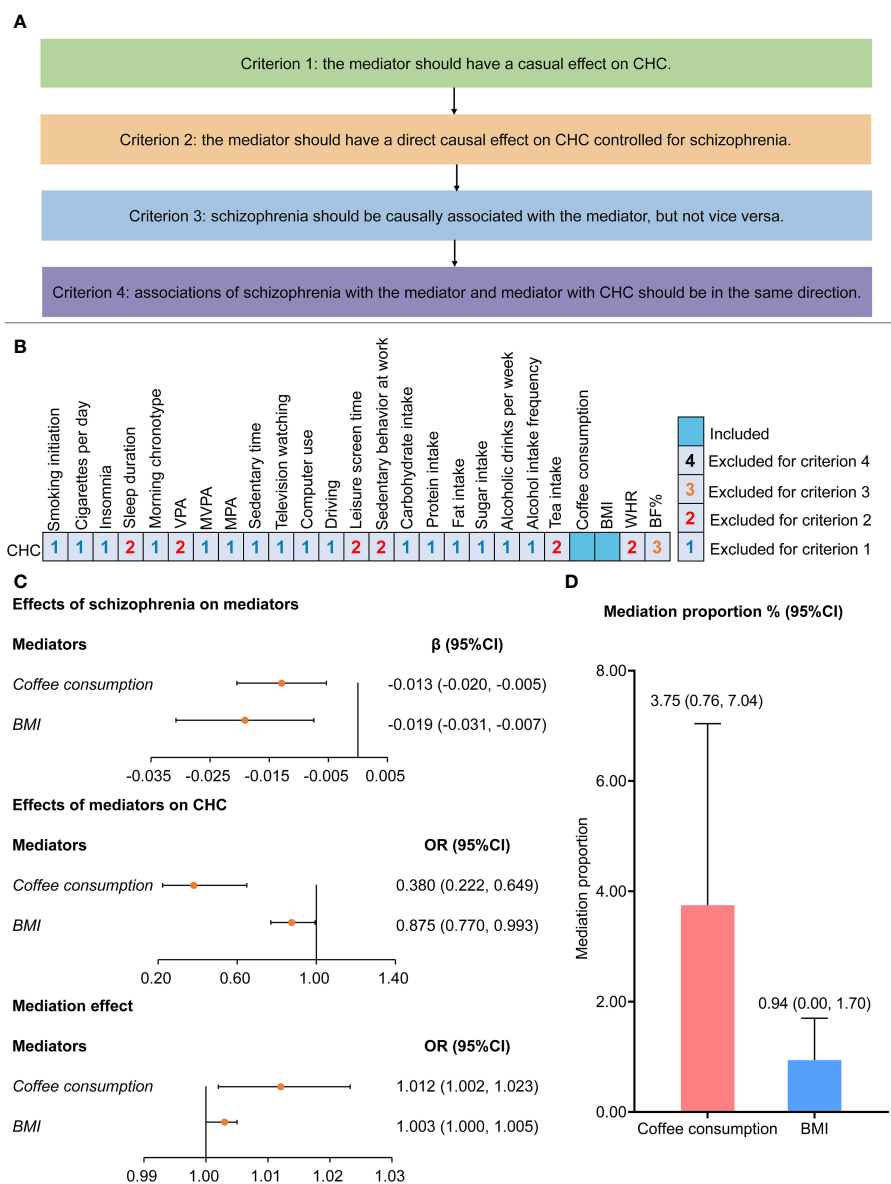 A
Criterion 1: the mediator should have a casual effect on CHC.
Criterion 2: the mediator should have a direct causal effect on CHC controlled for schizophrenia.
Criterion 3: schizophrenia should be causally associated with the mediator, but not vice versa.
Criterion 4: associations of schizophrenia with the mediator and mediator with CHC should be in the same direction.
B
Smoking initiation
Cigarettes per day
Insomnia
Sleep duration
Morning chronotype
VPA
MVPA
MPA
Sedentary time
Television watching
Computer use
Driving
Leisure screen time
Sedentary behavior at work
Carbohydrate intake
Protein intake
Fat intake
Sugar intake
Alcoholic drinks per week
Alcohol intake frequency
Tea intake
Coffee consumption
BMI
WHR
BF%
CHC 1 1 1 2 1 2 1 1 1 1 1 1 2 2 1 1 1 1 1 1 2 2 3
Included
4 Excluded for criterion 4
3 Excluded for criterion 3
2 Excluded for criterion 2
1 Excluded for criterion 1
C
Effects of schizophrenia on mediators
Mediators β (95%CI)
Coffee consumption -0.013 (-0.020, -0.005)
BMI -0.019 (-0.031, -0.007)
-0.035 -0.025 -0.015 -0.005 0.005
Effects of mediators on CHC
Mediators OR (95%CI)
Coffee consumption 0.380 (0.222, 0.649)
BMI 0.875 (0.770, 0.993)
0.20 0.60 1.00 1.40
Mediation effect
Mediators OR (95%CI)
Coffee consumption 1.012 (1.002, 1.023)
BMI 1.003 (1.000, 1.005)
0.99 1.00 1.01 1.02 1.03
D
Mediation proportion % (95%CI)
Mediation proportion
8.00
6.00
4.00
2.00
0.00
3.75 (0.76, 7.04)
0.94 (0.00, 1.70)
Coffee consumption BMI